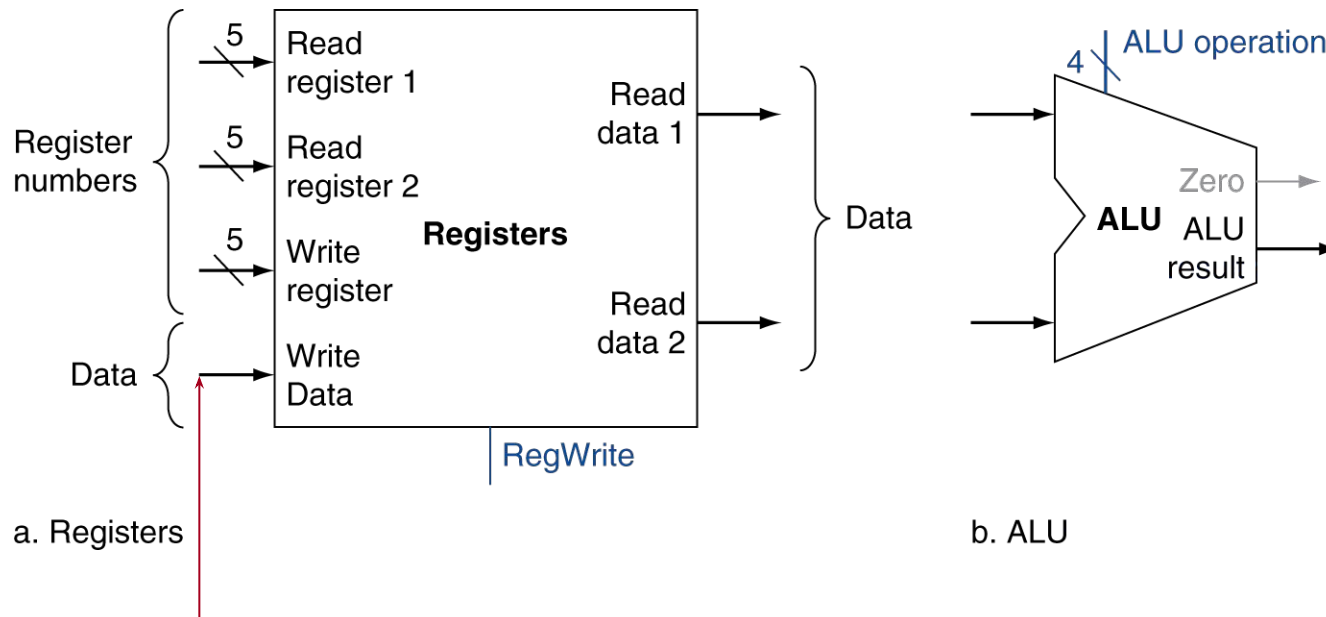 Register
numbers
Data
5
Read
register 1
5
Read
register 2
5
Write
register
Write
Data
Registers
Read
data 1
Read
data 2
RegWrite
Data
a. Registers
4
ALU operation
Zero
ALU
ALU
result
b. ALU